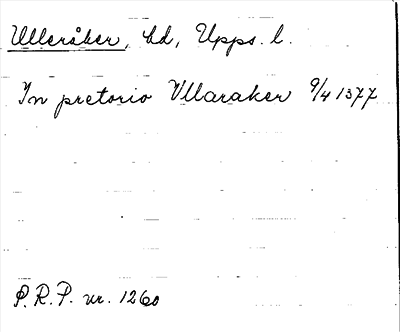 Ulleråker, hd, Upps. l.
In pretorio Vllaraker 9/4 1377
P.R.P. nr. 1260